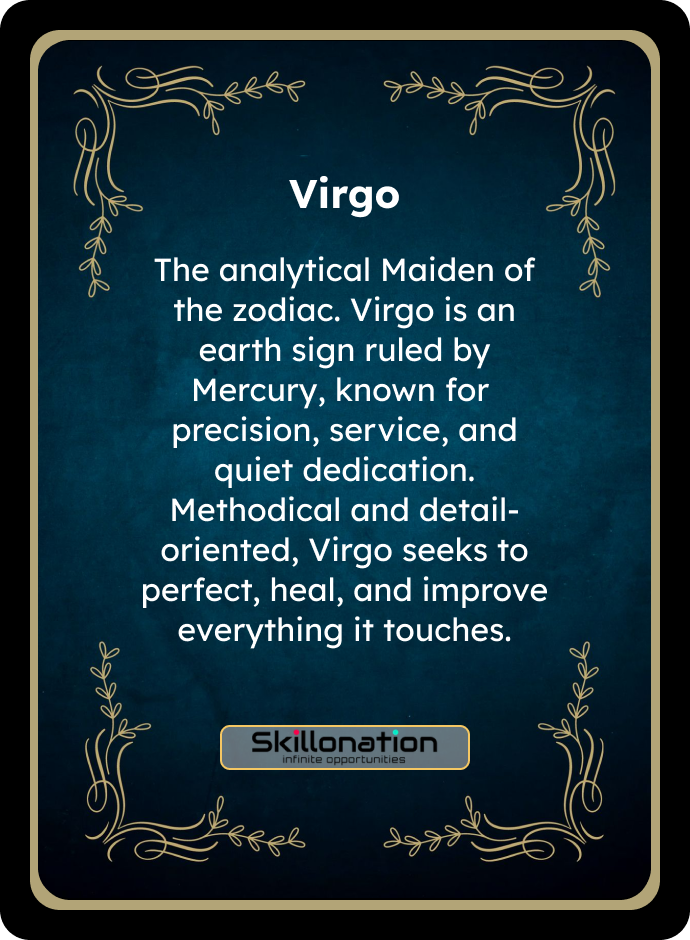 Virgo
The analytical Maiden of
the zodiac. Virgo is an
earth sign ruled by
Mercury, known for
precision, service, and
quiet dedication.
Methodical and detail-
oriented, Virgo seeks to
perfect, heal, and improve
everything it touches.
Skillonation
infinite opportunities